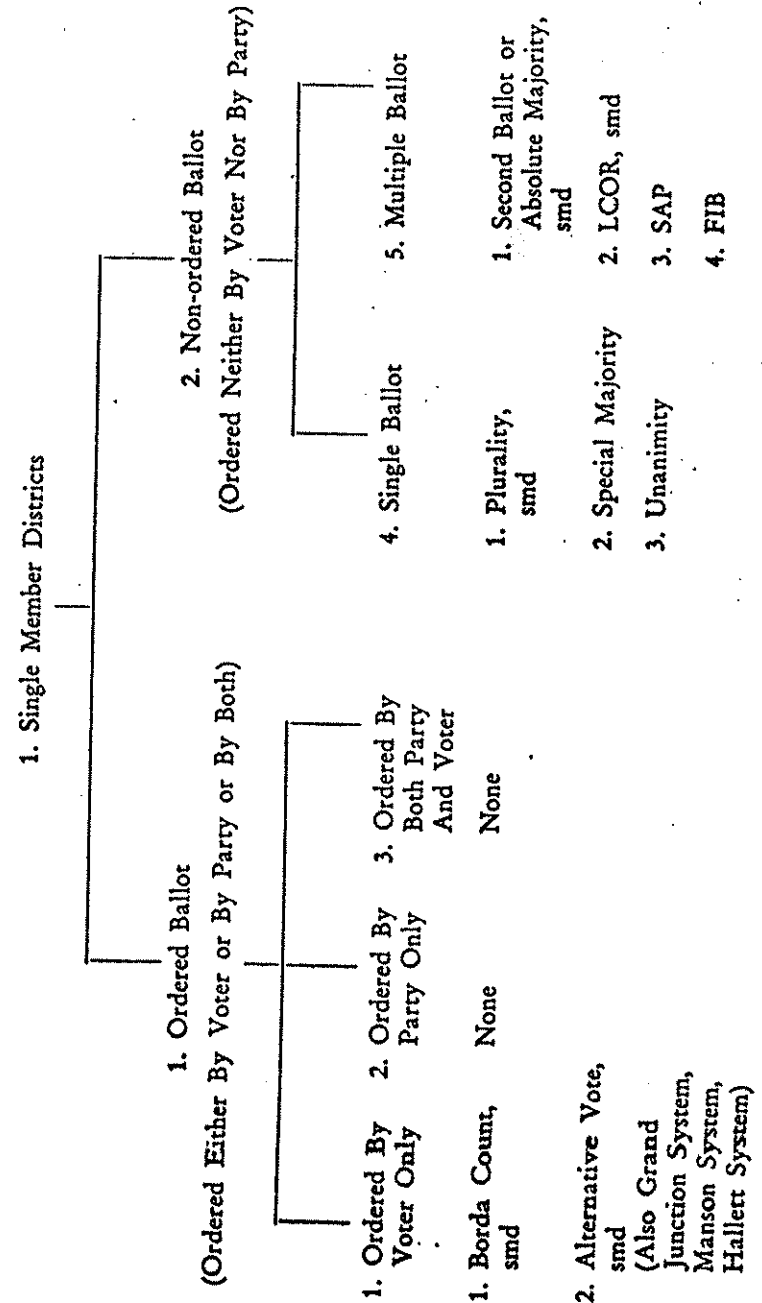 1. Single Member Districts
1. Ordered Ballot
(Ordered Either By Voter or By Party or By Both)
2. Non-ordered Ballot
(Ordered Neither By Voter Nor By Party)
1. Ordered By
Voter Only
2. Ordered By
Party Only
3. Ordered By
Both Party
And Voter
4. Single Ballot
5. Multiple Ballot
1. Borda Count,
smd
2. Alternative Vote,
smd
(Also Grand
Junction System,
Manson System,
Hallett System)
None
None
1. Plurality,
smd
2. Special Majority
3. Unanimity
1. Second Ballot or
Absolute Majority,
smd
2. LCOR, smd
3. SAP
4. FIB